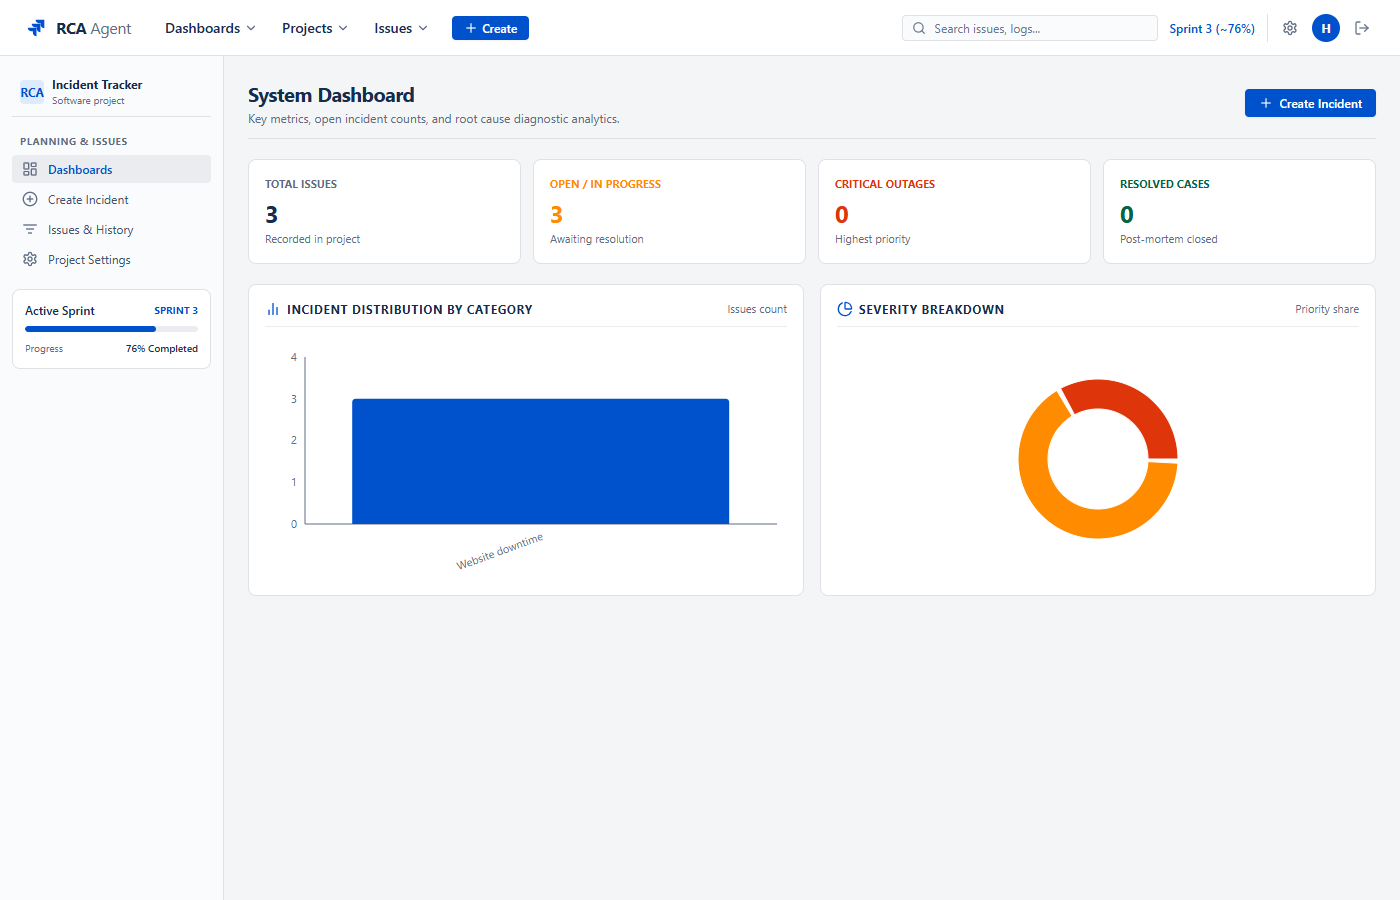 RCA Agent
Dashboards
Projects
Issues
Create
Search issues, logs...
Sprint 3 (~76%)
H
RCA
Incident Tracker
Software project
PLANNING & ISSUES
Dashboards
Create Incident
Issues & History
Project Settings
Active Sprint
SPRINT 3
Progress
76% Completed
System Dashboard
Key metrics, open incident counts, and root cause diagnostic analytics.
Create Incident
TOTAL ISSUES
3
Recorded in project
OPEN / IN PROGRESS
3
Awaiting resolution
CRITICAL OUTAGES
0
Highest priority
RESOLVED CASES
0
Post-mortem closed
INCIDENT DISTRIBUTION BY CATEGORY
Issues count
4
3
2
1
0
Website downtime
SEVERITY BREAKDOWN
Priority share